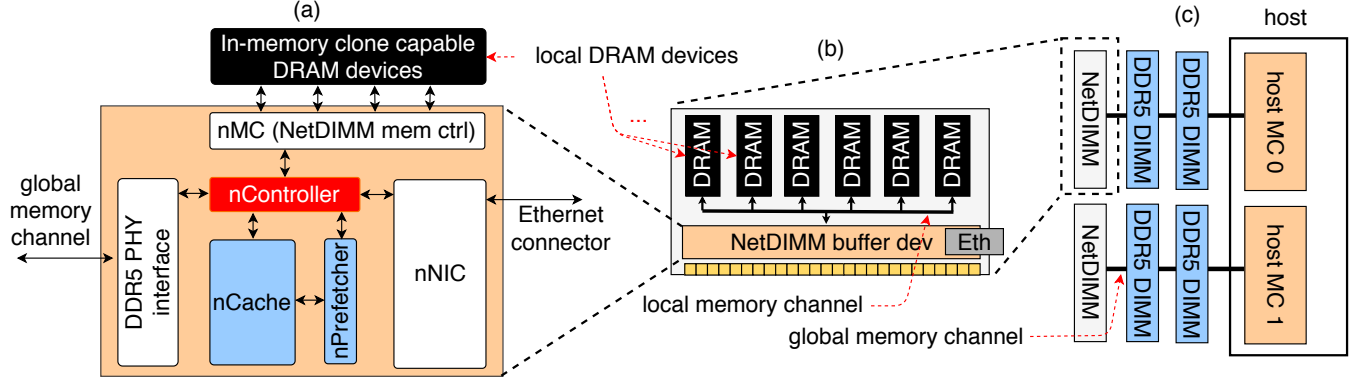 (a)
In-memory clone capable
DRAM devices
nMC (NetDIMM mem ctrl)
nController
global
memory
channel
DDR5 PHY
interface
nCache
nPrefetcher
nNIC
Ethernet
connector
local DRAM devices
(b)
...
DRAM
DRAM
DRAM
DRAM
DRAM
DRAM
NetDIMM buffer dev
Eth
local memory channel
global memory channel
(c)
host
NetDIMM
DDR5 DIMM
DDR5 DIMM
host MC 0
NetDIMM
DDR5 DIMM
DDR5 DIMM
host MC 1